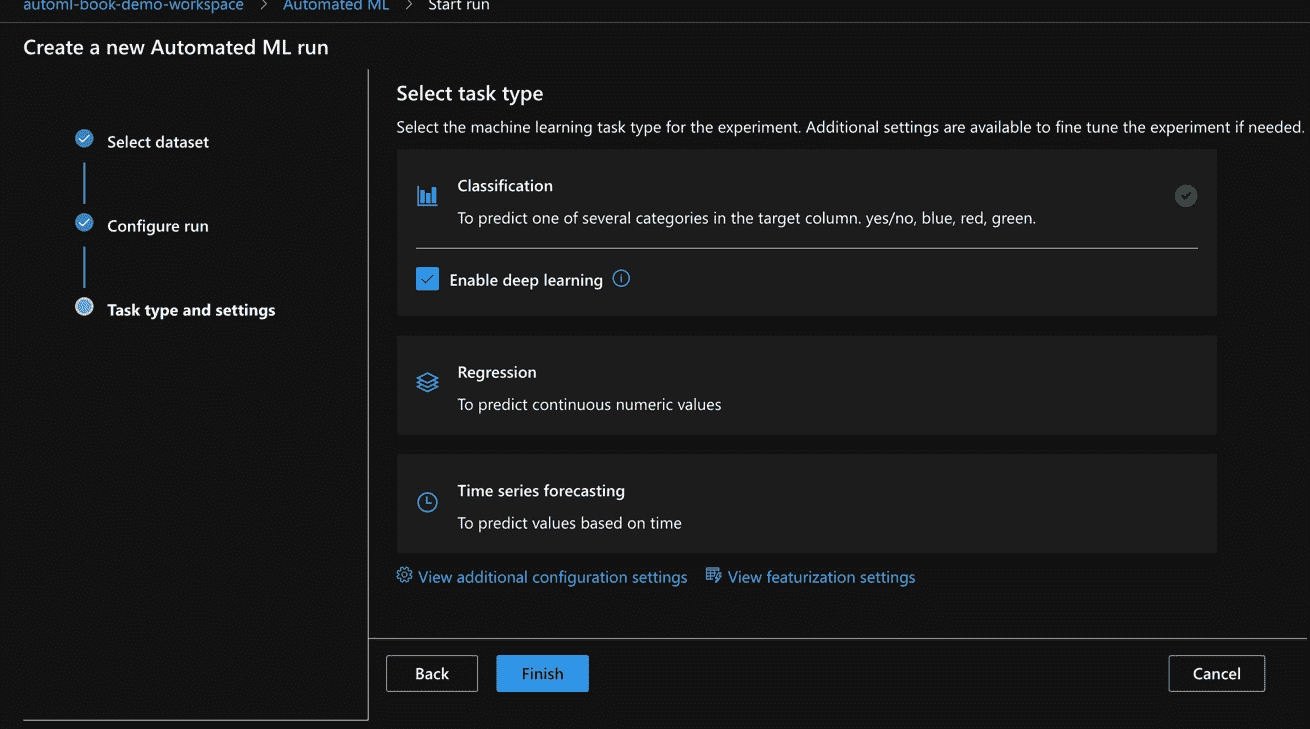 automl-book-demo-workspace > Automated ML > Start run
Create a new Automated ML run
Select dataset
Configure run
Task type and settings
Select task type
Select the machine learning task type for the experiment. Additional settings are available to fine tune the experiment if needed.
Classification
To predict one of several categories in the target column. yes/no, blue, red, green.
Enable deep learning
Regression
To predict continuous numeric values
Time series forecasting
To predict values based on time
View additional configuration settings View featurization settings
Back Finish Cancel